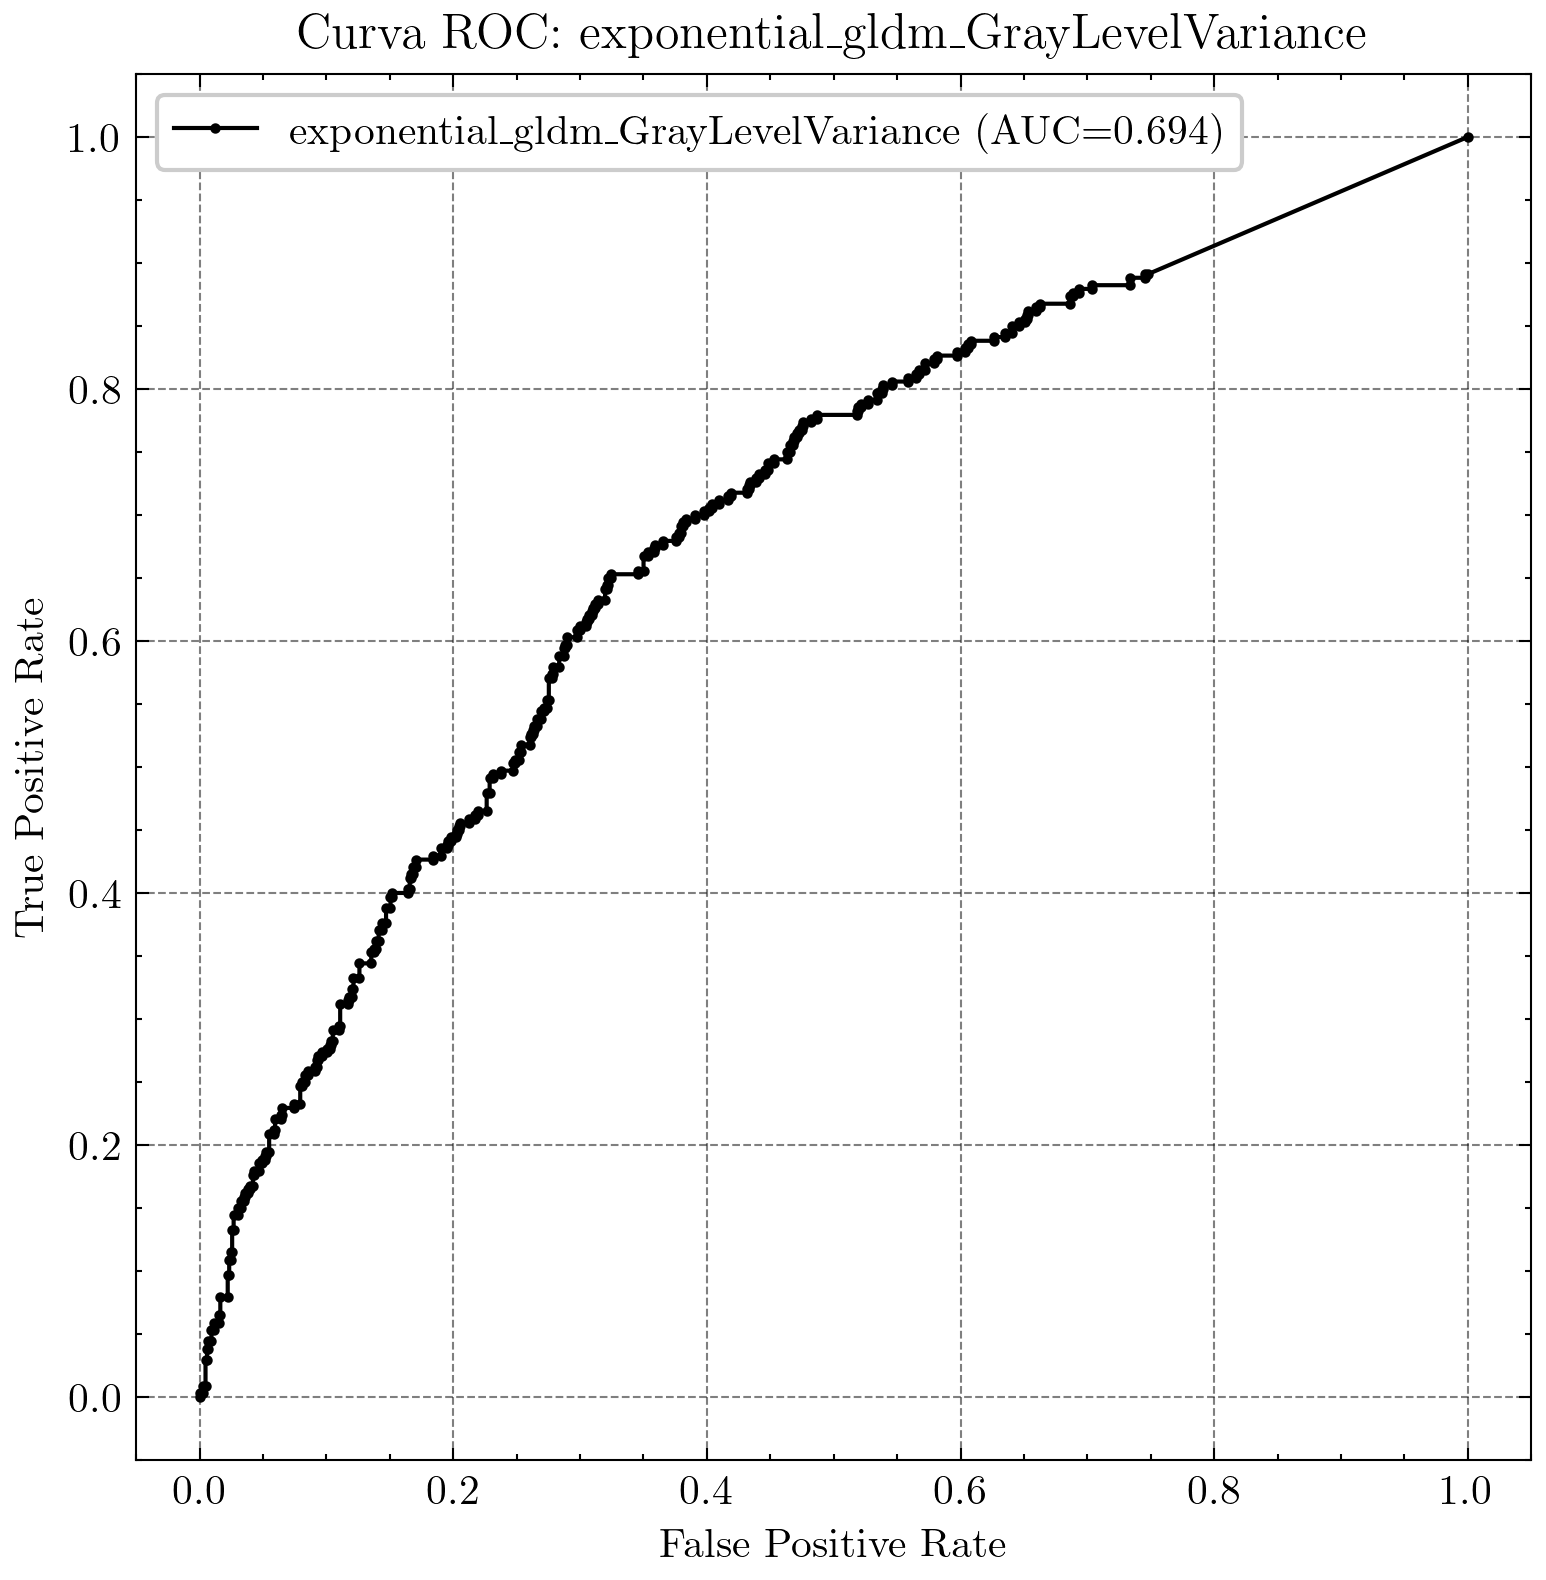 Curva ROC: exponential_gldm_GrayLevelVariance
exponential_gldm_GrayLevelVariance (AUC=0.694)
True Positive Rate
1.0
0.8
0.6
0.4
0.2
0.0
0.0 0.2 0.4 0.6 0.8 1.0
False Positive Rate